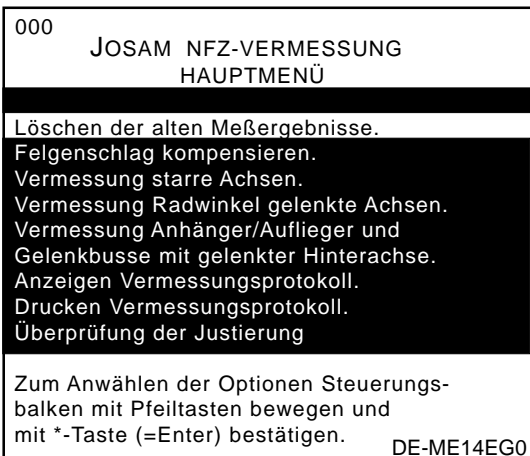 000
JOSAM NFZ-VERMESSUNG
HAUPTMENÜ
Löschen der alten Meßergebnisse.
Felgenschlag kompensieren.
Vermessung starre Achsen.
Vermessung Radwinkel gelenkte Achsen.
Vermessung Anhänger/Auflieger und
Gelenkbusse mit gelenkter Hinterachse.
Anzeigen Vermessungsprotokoll.
Drucken Vermessungsprotokoll.
Überprüfung der Justierung
Zum Anwählen der Optionen Steuerungs-
balken mit Pfeiltasten bewegen und
mit *-Taste (=Enter) bestätigen.
DE-ME14EG0